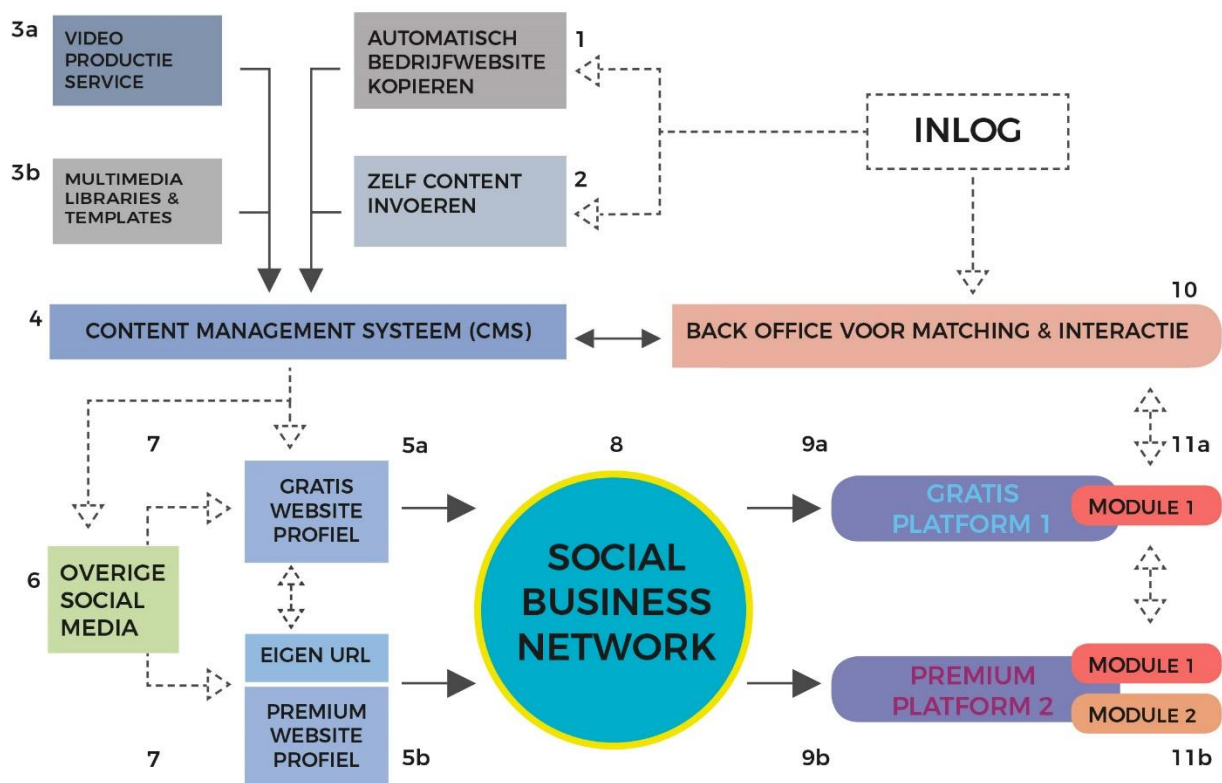 3a
VIDEO
PRODUCTIE
SERVICE
AUTOMATISCH
BEDRIJFWEBSITE
KOPIEREN
1
INLOG
3b
MULTIMEDIA
LIBRARIES &
TEMPLATES
ZELF CONTENT
INVOEREN
2
4
CONTENT MANAGEMENT SYSTEEM (CMS)
10
BACK OFFICE VOOR MATCHING & INTERACTIE
7
5a
8
9a
11a
GRATIS
WEBSITE
PROFIEL
GRATIS
PLATFORM 1
MODULE 1
6
OVERIGE
SOCIAL
MEDIA
SOCIAL
BUSINESS
NETWORK
EIGEN URL
PREMIUM
WEBSITE
PROFIEL
PREMIUM
PLATFORM 2
MODULE 1
MODULE 2
7
5b
9b
11b